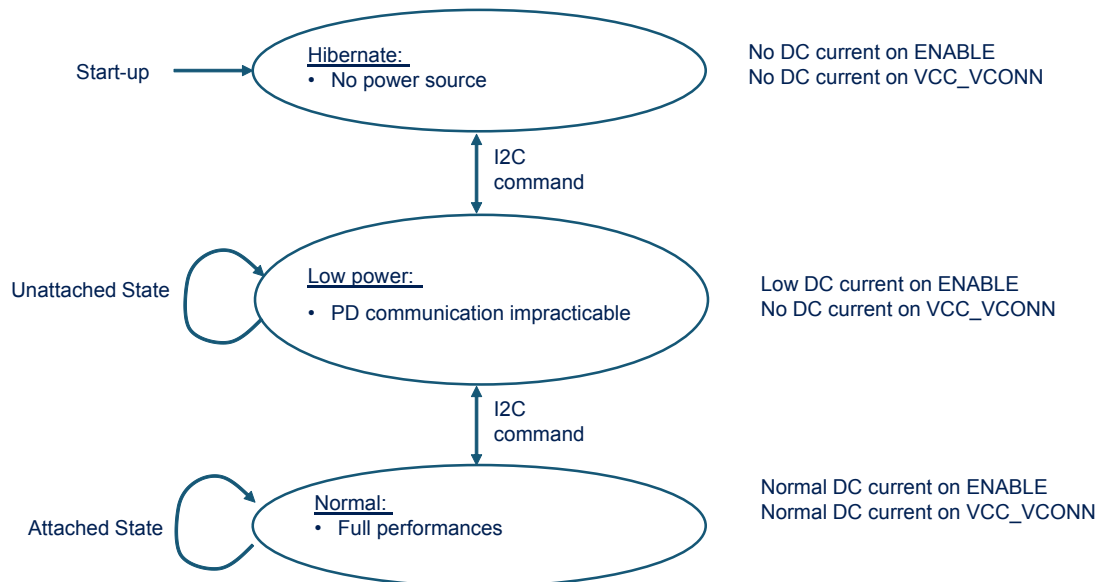 Start-up
Hibernate:
• No power source
No DC current on ENABLE
No DC current on VCC_VCONN
I2C
command
Unattached State
Low power:
• PD communication impracticable
Low DC current on ENABLE
No DC current on VCC_VCONN
I2C
command
Attached State
Normal:
• Full performances
Normal DC current on ENABLE
Normal DC current on VCC_VCONN